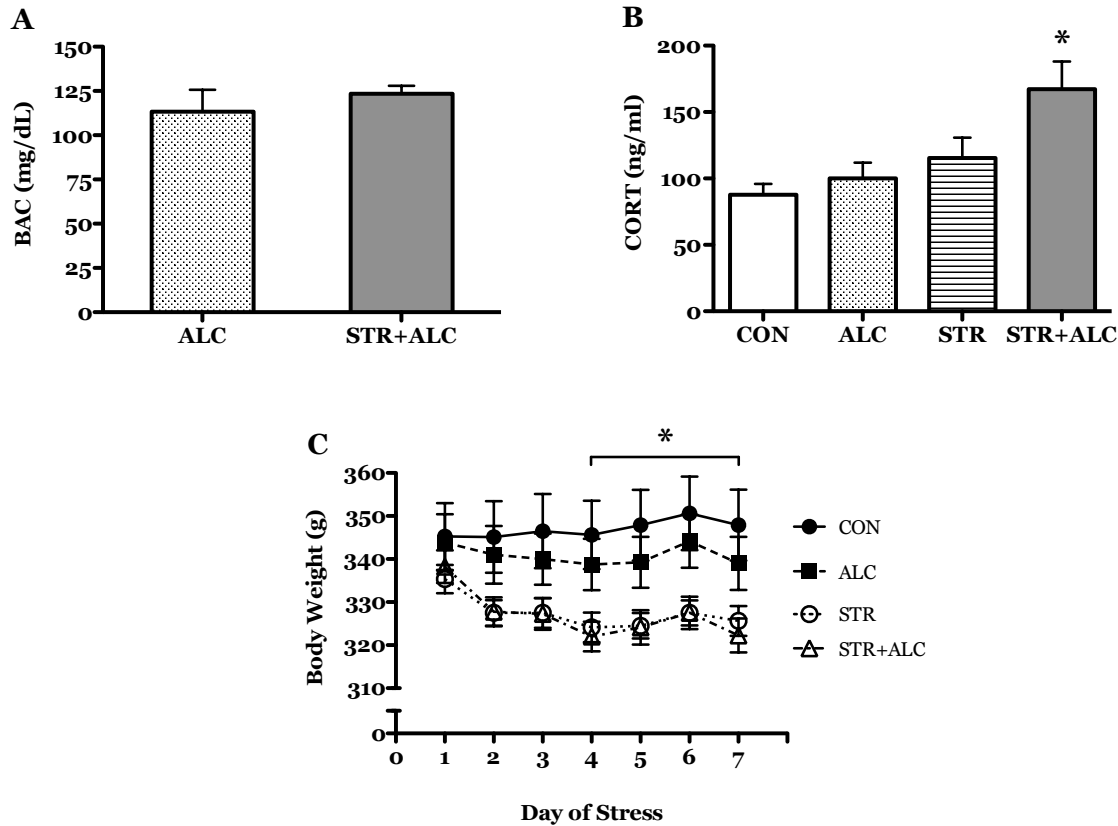 A
BAC (mg/dL)
150
125
100
75
50
25
0
ALC STR+ALC
B
CORT (ng/ml)
200
150
100
50
0
*
CON ALC STR STR+ALC
C
Body Weight (g)
360
350
340
330
320
310
0
*
0 1 2 3 4 5 6 7
Day of Stress
CON
ALC
STR
STR+ALC